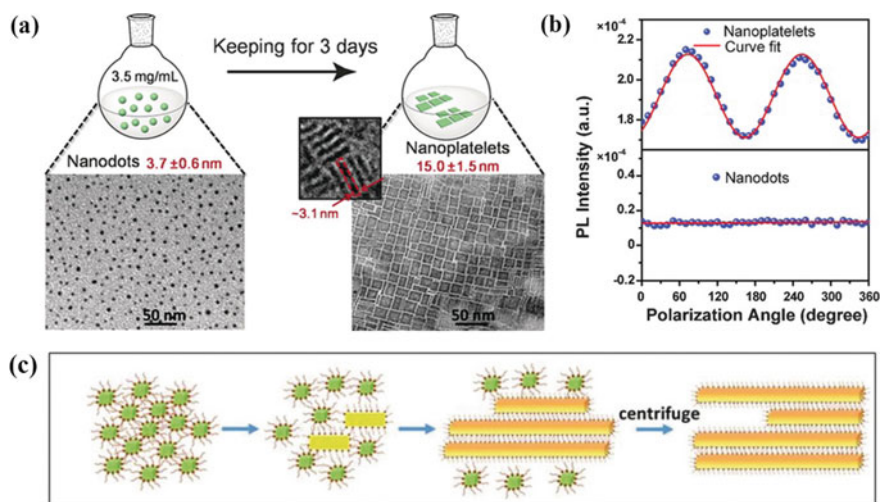 (a)
Keeping for 3 days
3.5 mg/mL
Nanodots 3.7 ±0.6 nm
Nanoplatelets
15.0 ±1.5 nm
~3.1 nm
50 nm
50 nm
(b)
×10⁻⁴
Nanoplatelets
Curve fit
2.2
2.0
1.8
×10⁻⁴
Nanodots
0.4
0.2
0
-0.2
PL Intensity (a.u.)
0 60 120 180 240 300 360
Polarization Angle (degree)
(c)
centrifuge